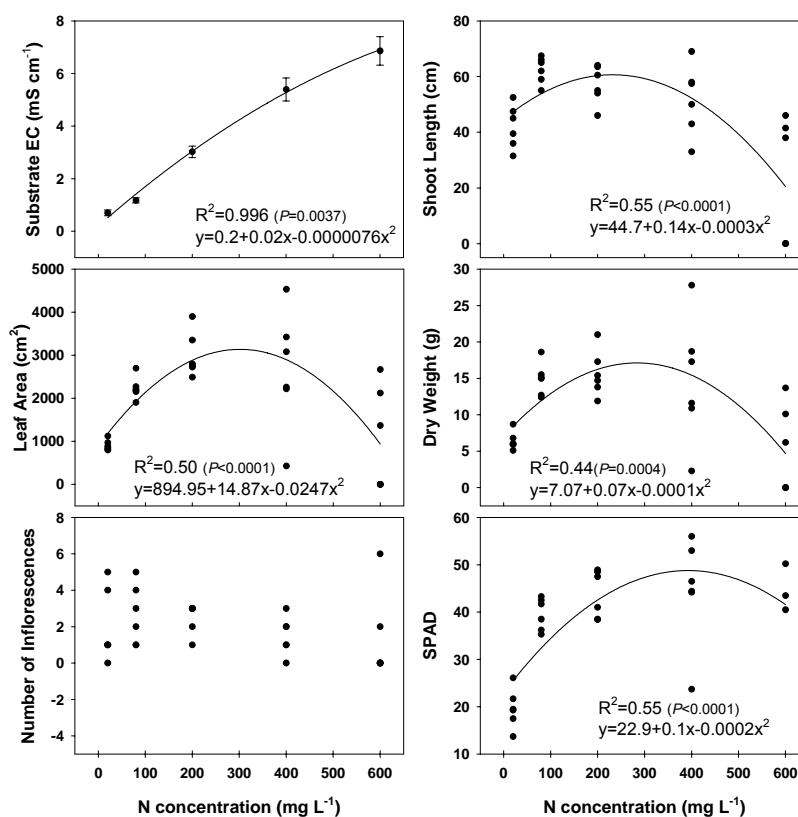 8
6
4
2
0
Substrate EC (mS cm⁻¹)
R²=0.996 (P=0.0037)
y=0.2+0.02x-0.0000076x²
80
60
40
20
0
Shoot Length (cm)
R²=0.55 (P<0.0001)
y=44.7+0.14x-0.0003x²
5000
4000
3000
2000
1000
0
Leaf Area (cm²)
R²=0.50 (P<0.0001)
y=894.95+14.87x-0.0247x²
30
25
20
15
10
5
0
Dry Weight (g)
R²=0.44(P=0.0004)
y=7.07+0.07x-0.0001x²
8
6
4
2
0
-2
-4
Number of Inflorescences
0 100 200 300 400 500 600
N concentration (mg L⁻¹)
60
50
40
30
20
10
SPAD
R²=0.55 (P<0.0001)
y=22.9+0.1x-0.0002x²
0 100 200 300 400 500 600
N concentration (mg L⁻¹)